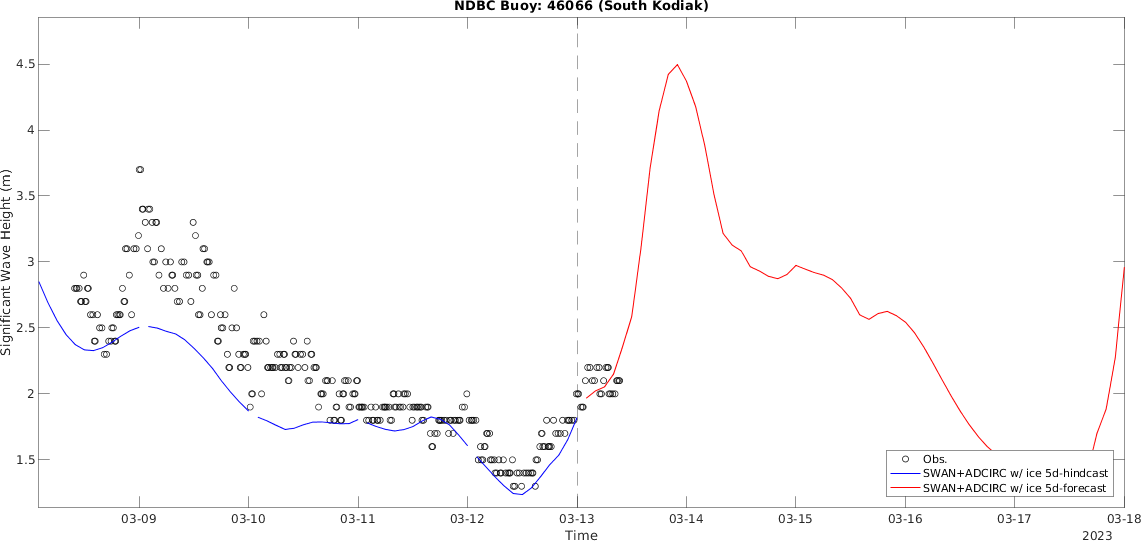 NDBC Buoy: 46066 (South Kodiak)
Significant Wave Height (m)
4.5
4
3.5
3
2.5
2
1.5
Obs.
SWAN+ADCIRC w/ ice 5d-hindcast
SWAN+ADCIRC w/ ice 5d-forecast
03-09 03-10 03-11 03-12 03-13 03-14 03-15 03-16 03-17 03-18
Time
2023